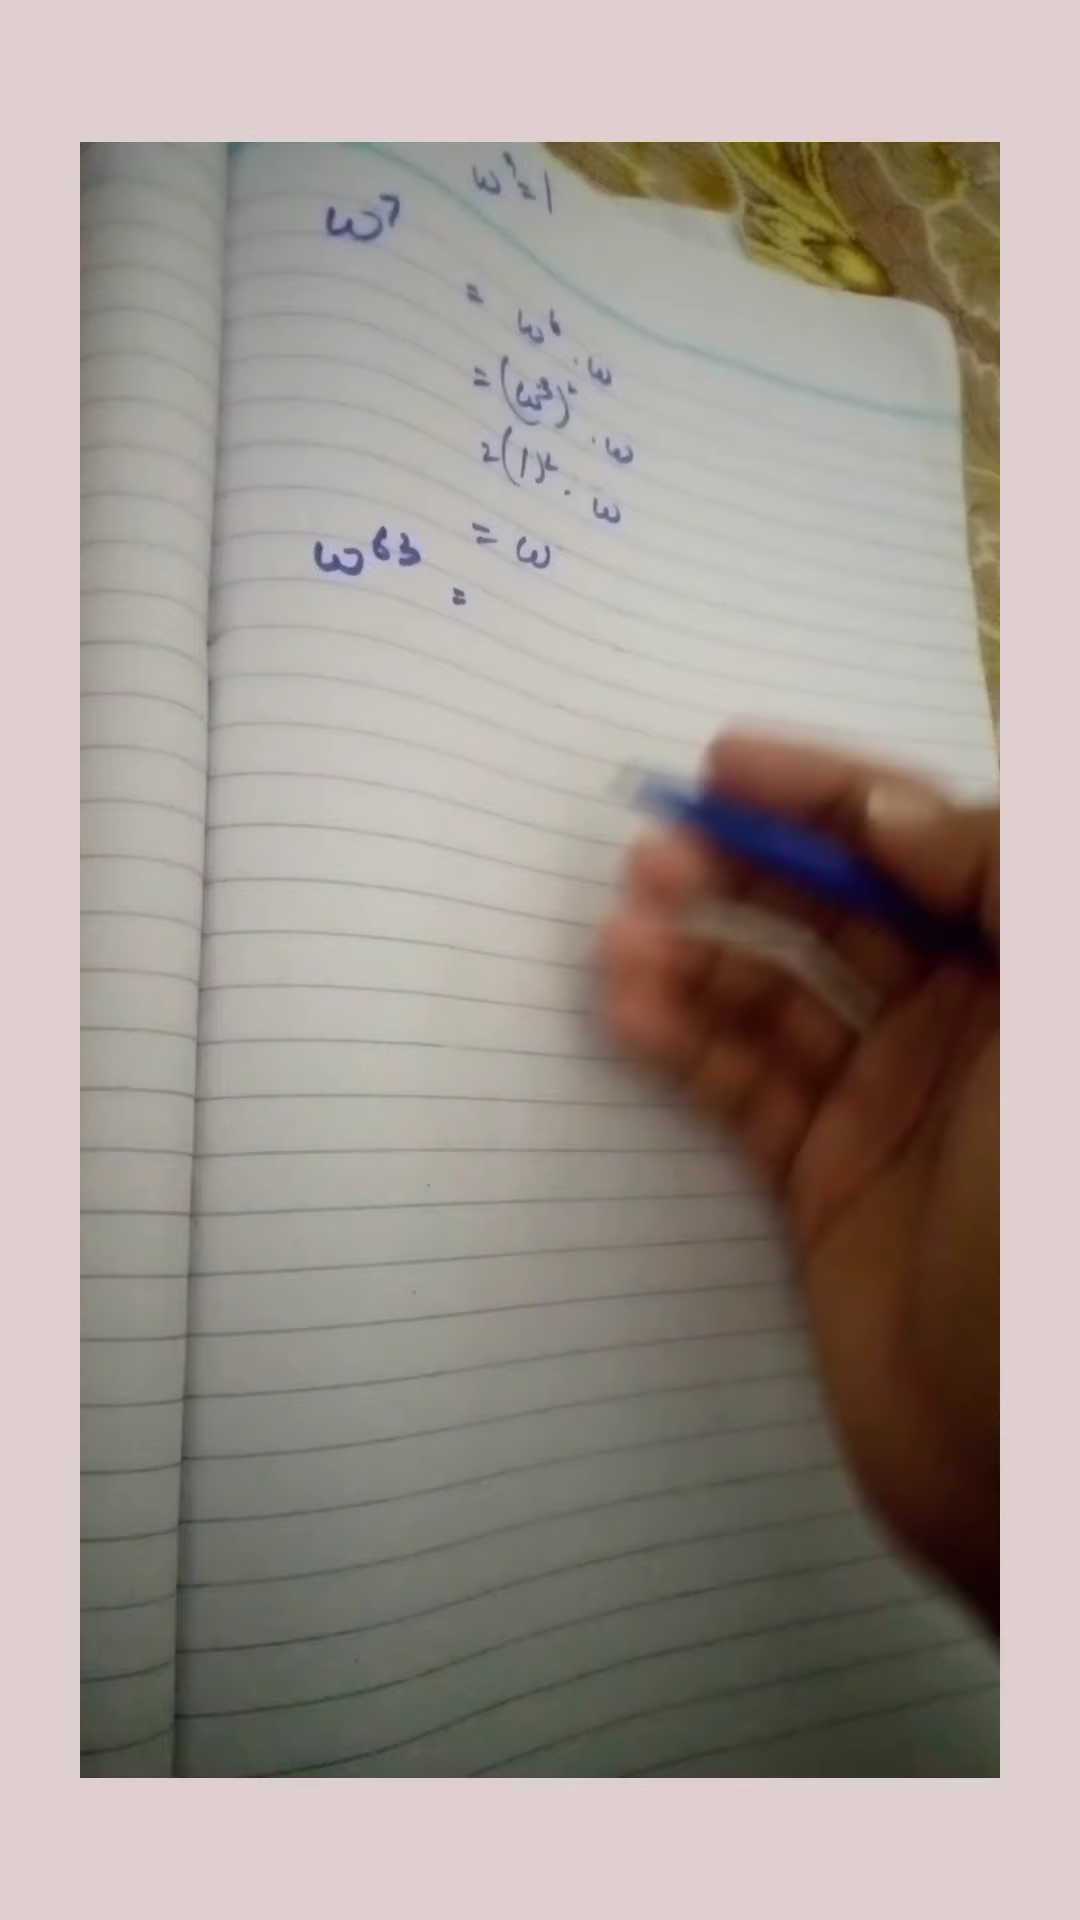 ω³=1
ω⁷
= ω⁶ . ω
= (ω³)² . ω
= (1)² . ω
= ω
ω⁶³
=